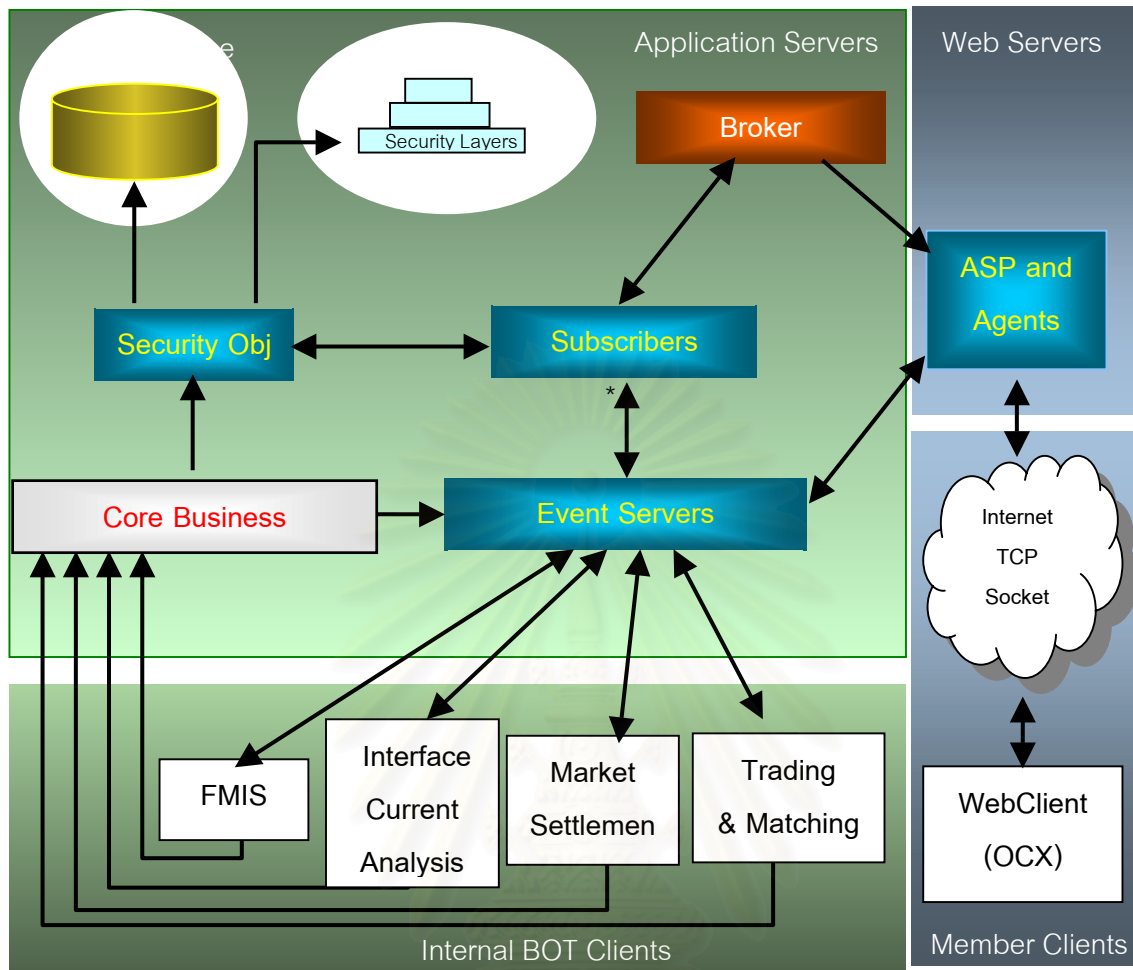 Application Servers
Web Servers
Broker
Security Layers
ASP and
Agents
Security Obj
Subscribers
*
Core Business
Event Servers
Internet
TCP
Socket
FMIS
Interface
Current
Analysis
Market
Settlemen
Trading
& Matching
WebClient
(OCX)
Internal BOT Clients
Member Clients